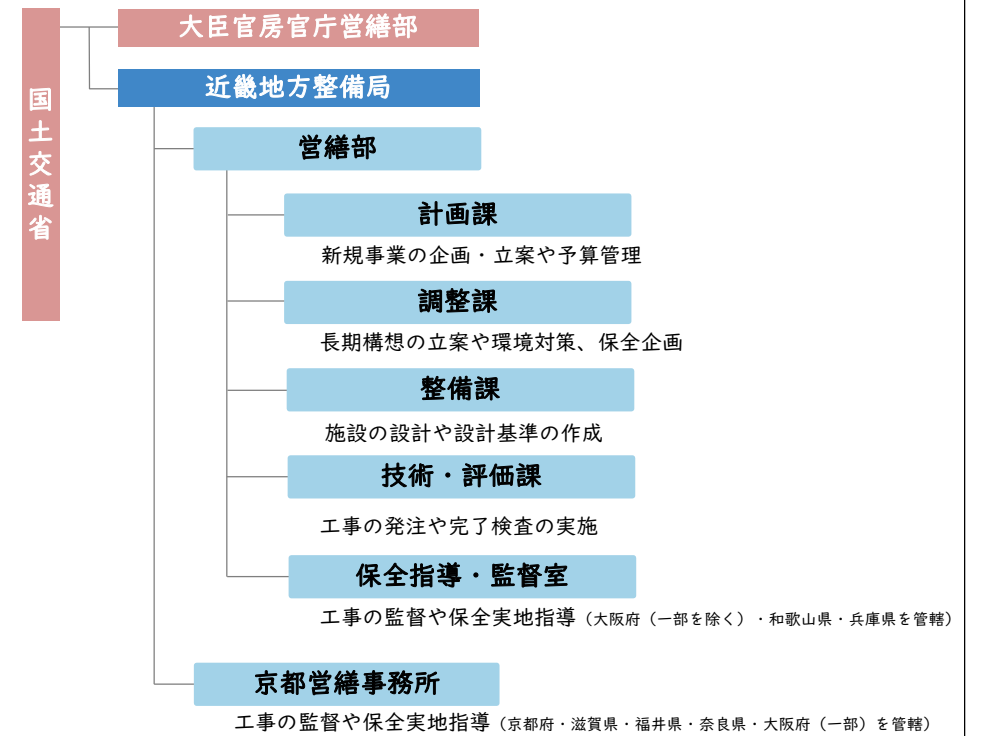 国土交通省
大臣官房官庁営繕部
近畿地方整備局
営繕部
計画課
新規事業の企画・立案や予算管理
調整課
長期構想の立案や環境対策、保全企画
整備課
施設の設計や設計基準の作成
技術・評価課
工事の発注や完了検査の実施
保全指導・監督室
工事の監督や保全実地指導（大阪府（一部を除く）・和歌山県・兵庫県を管轄）
京都営繕事務所
工事の監督や保全実地指導（京都府・滋賀県・福井県・奈良県・大阪府（一部）を管轄）